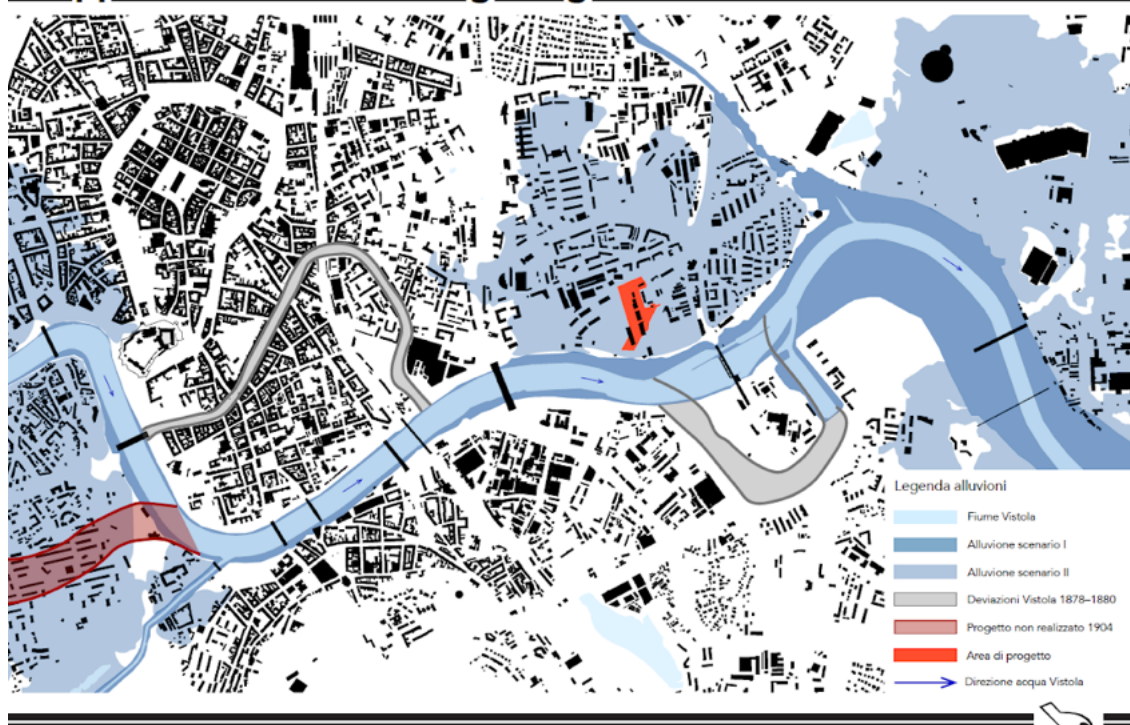 Legenda alluvioni
Fiume Vistola
Alluvione scenario I
Alluvione scenario II
Deviazioni Vistola 1878–1880
Progetto non realizzato 1904
Area di progetto
Direzione acqua Vistola